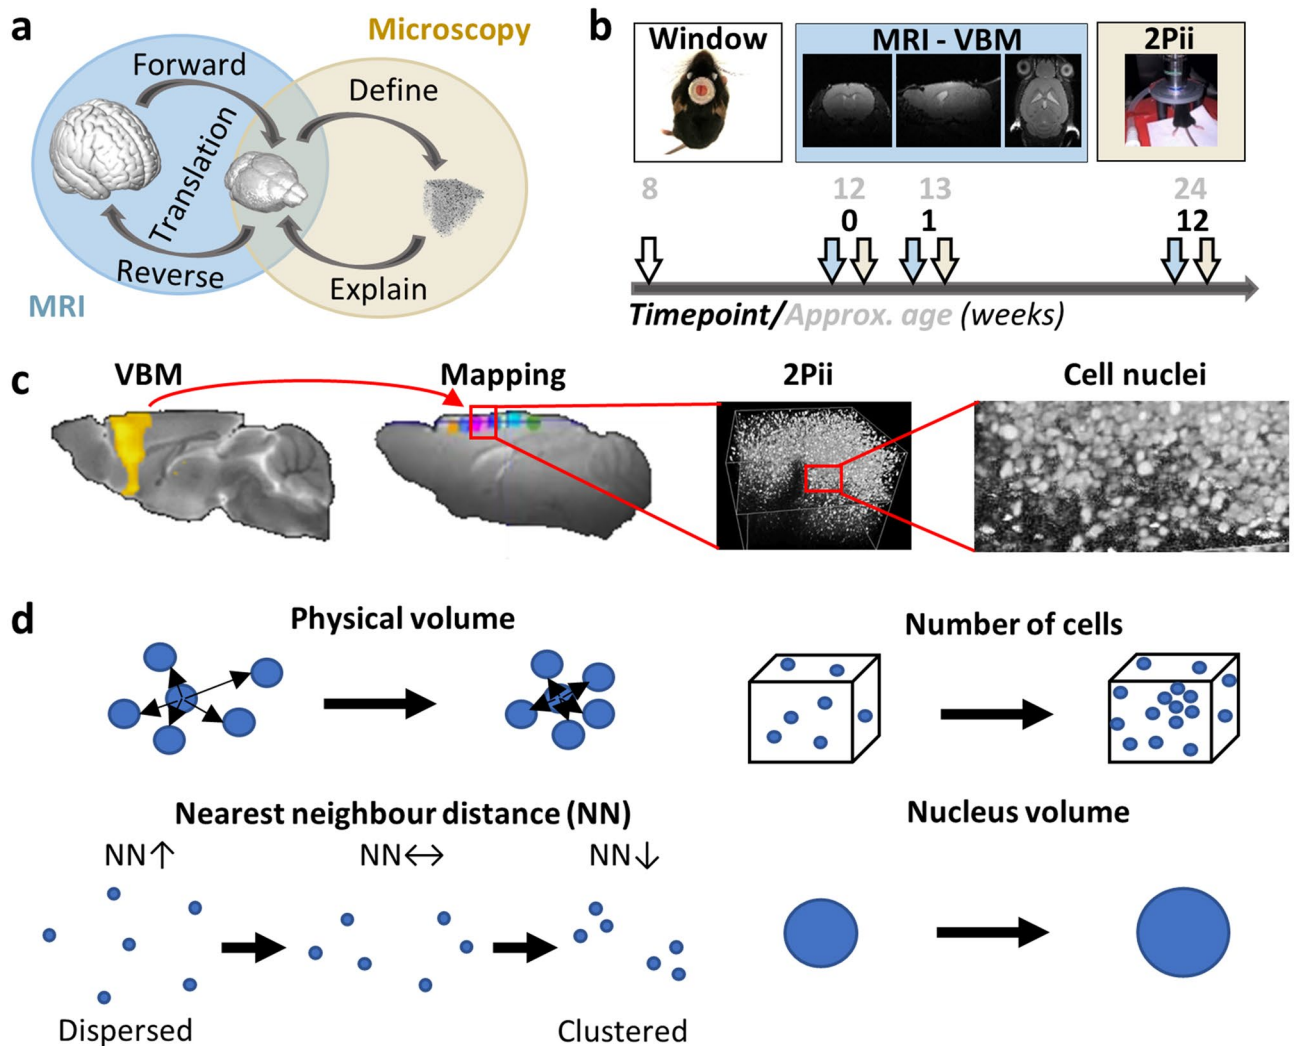 a
Microscopy
Forward
Define
Translation
Reverse
Explain
MRI
b
Window
MRI - VBM
2Pii
8
12
13
24
0
1
12
Timepoint/Approx. age (weeks)
c
VBM
Mapping
2Pii
Cell nuclei
d
Physical volume
Number of cells
Nearest neighbour distance (NN)
Nucleus volume
NN↑
NN↔
NN↓
Dispersed
Clustered